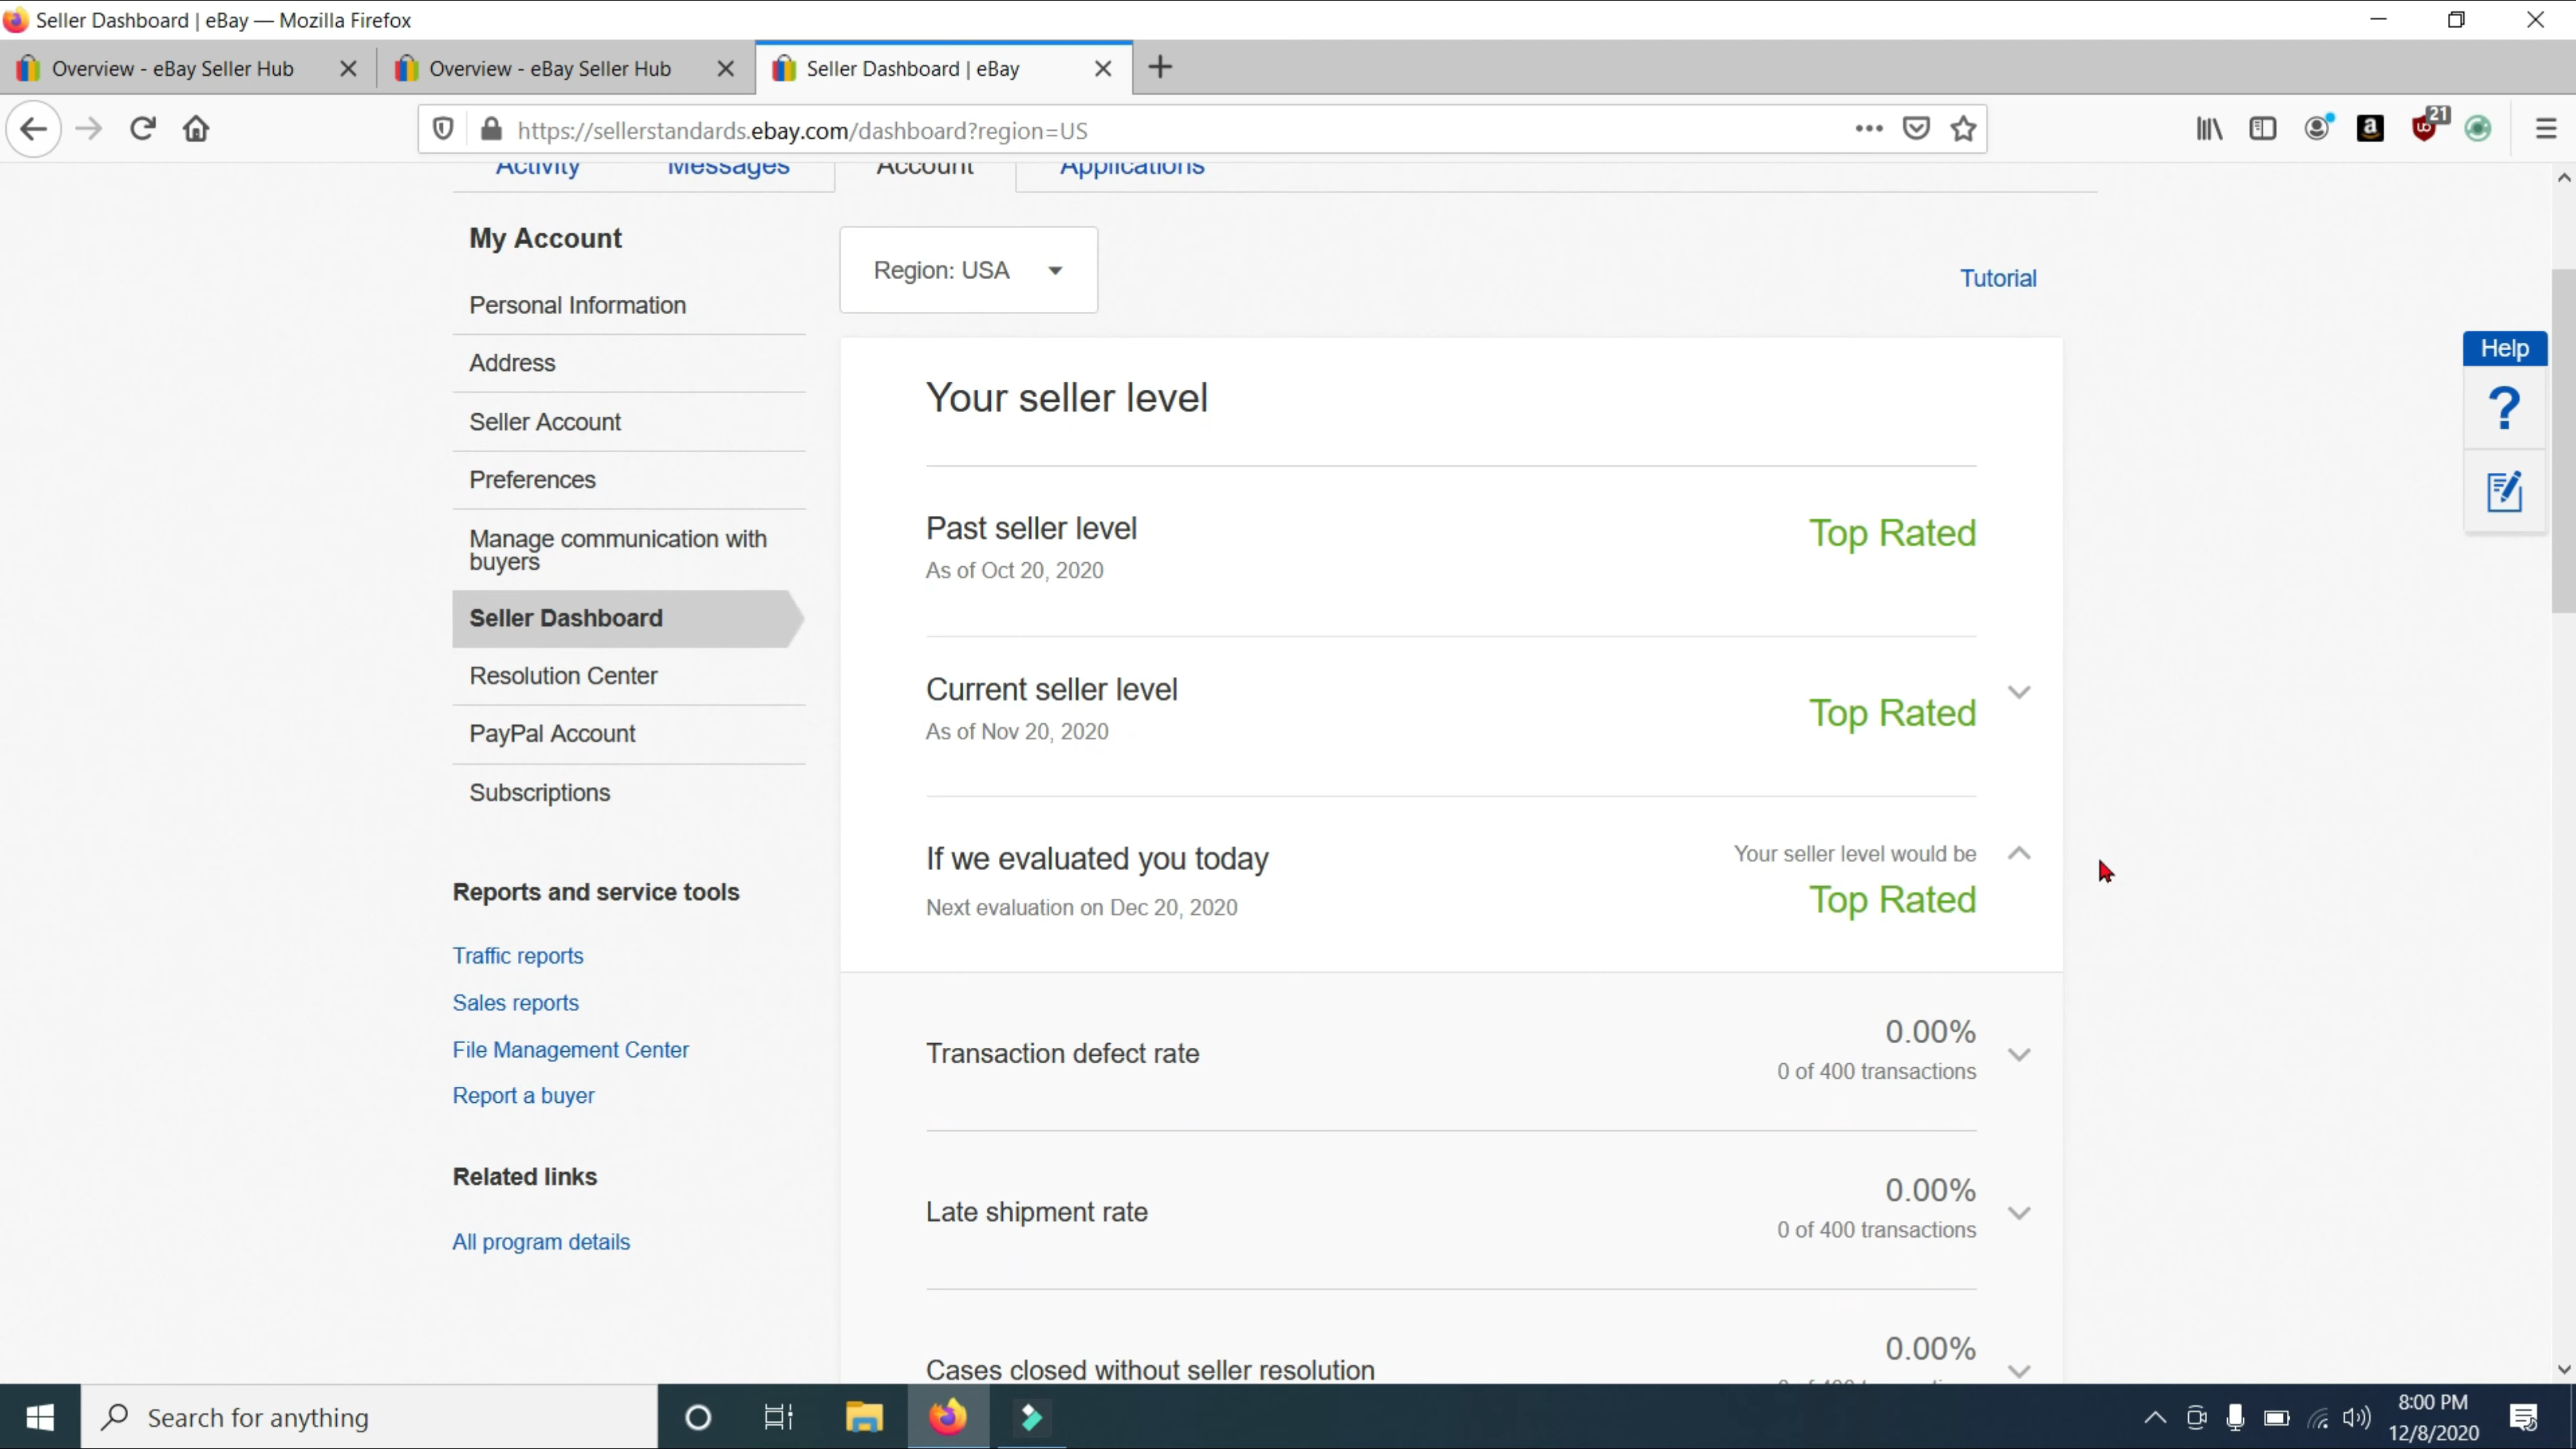 Seller Dashboard | eBay — Mozilla Firefox
Overview - eBay Seller Hub
Overview - eBay Seller Hub
Seller Dashboard | eBay
https://sellerstandards.ebay.com/dashboard?region=US
21
Activity
Messages
Account
Applications
My Account
Personal Information
Address
Seller Account
Preferences
Manage communication with
buyers
Seller Dashboard
Resolution Center
PayPal Account
Subscriptions
Reports and service tools
Traffic reports
Sales reports
File Management Center
Report a buyer
Related links
All program details
Region: USA
Tutorial
Your seller level
Past seller level
As of Oct 20, 2020
Top Rated
Current seller level
As of Nov 20, 2020
Top Rated
If we evaluated you today
Next evaluation on Dec 20, 2020
Your seller level would be
Top Rated
Transaction defect rate
0.00%
0 of 400 transactions
Late shipment rate
0.00%
0 of 400 transactions
Cases closed without seller resolution
0.00%
Help
?
Search for anything
8:00 PM
12/8/2020